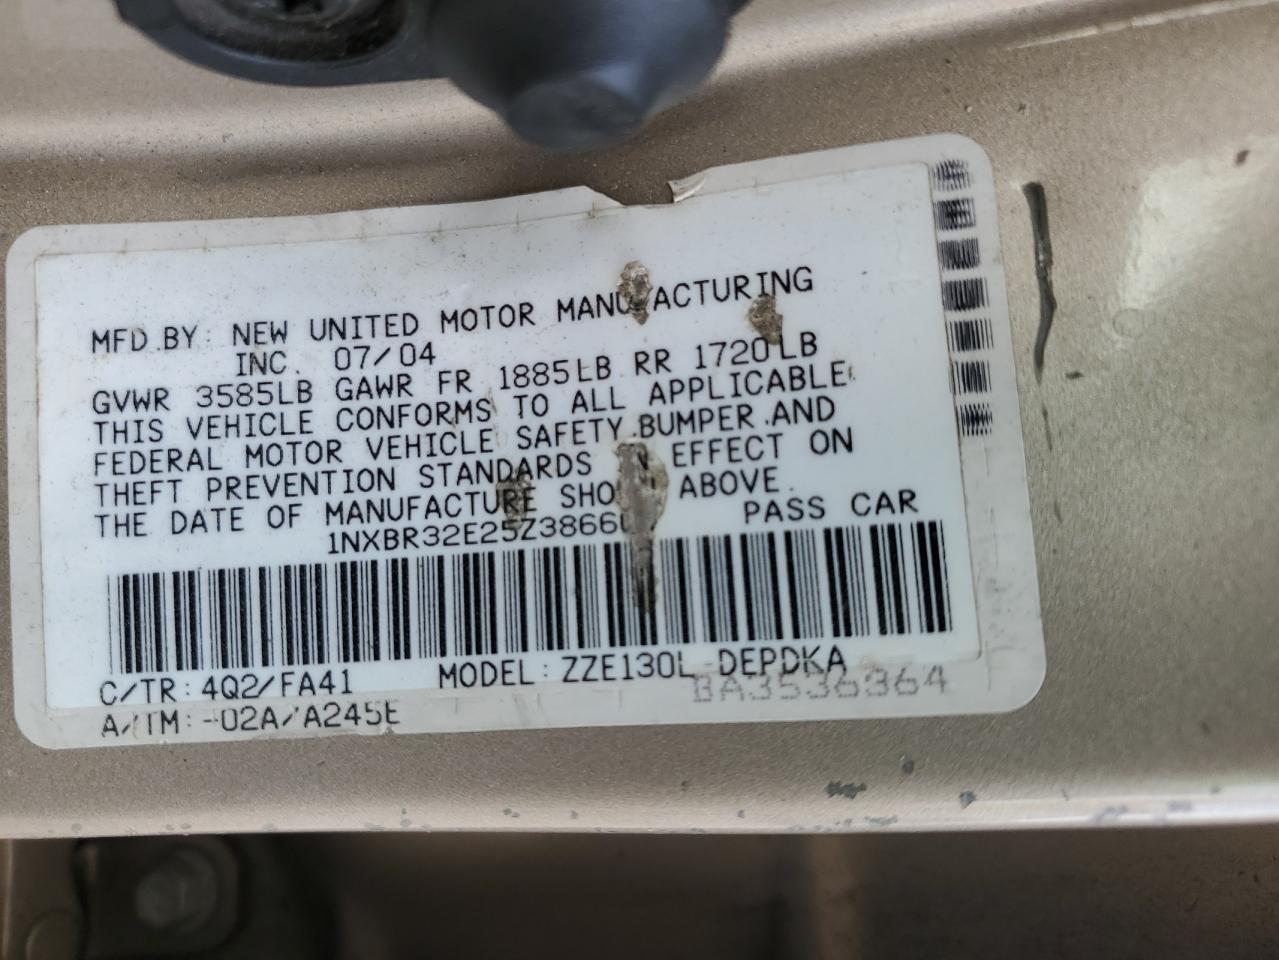 MFD.BY: NEW UNITED MOTOR MANUFACTURING
INC. 07/04
GVWR 3585LB GAWR FR 1885LB RR 1720LB
THIS VEHICLE CONFORMS TO ALL APPLICABLE
FEDERAL MOTOR VEHICLE SAFETY BUMPER AND
THEFT PREVENTION STANDARDS IN EFFECT ON
THE DATE OF MANUFACTURE SHO ABOVE.
PASS CAR
C/TR: 4Q2/FA41 MODEL: ZZE130L-DEPDKA
A/TM: -02A/A245E BA3536364